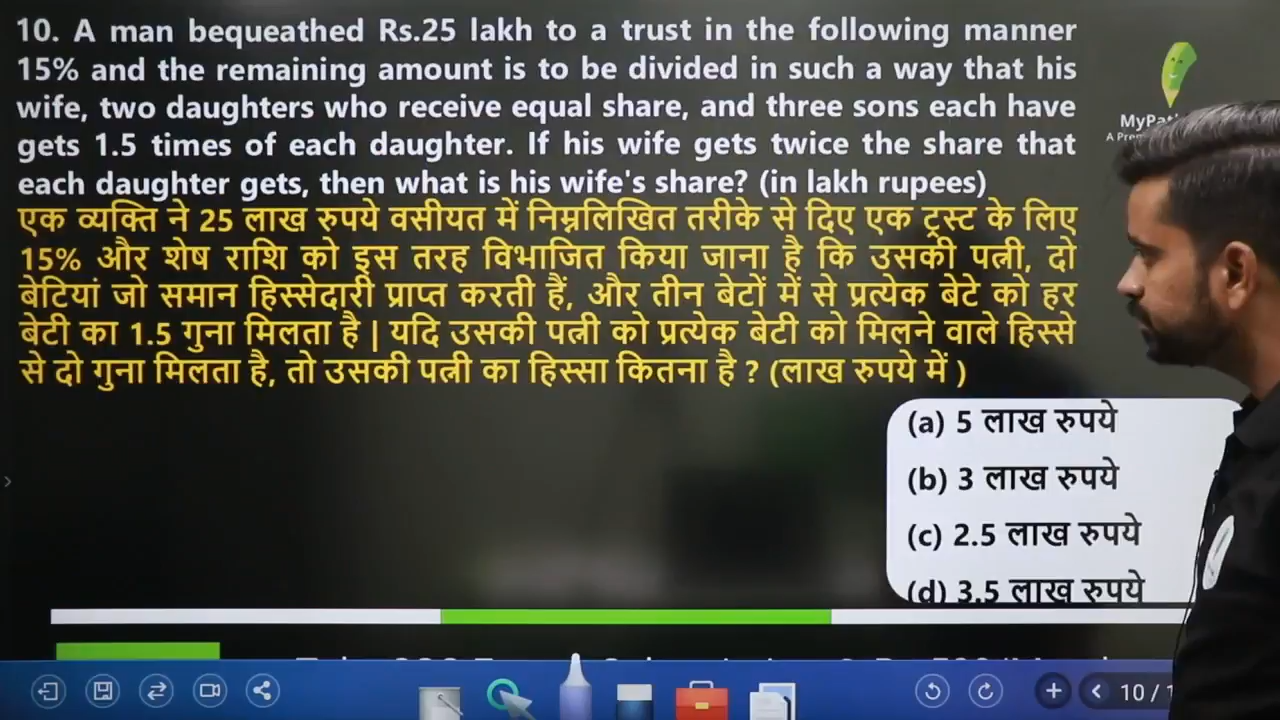 10. A man bequeathed Rs.25 lakh to a trust in the following manner
15% and the remaining amount is to be divided in such a way that his
wife, two daughters who receive equal share, and three sons each have
gets 1.5 times of each daughter. If his wife gets twice the share that
each daughter gets, then what is his wife's share? (in lakh rupees)
एक व्यक्ति ने 25 लाख रुपये वसीयत में निम्नलिखित तरीके से दिए एक ट्रस्ट के लिए
15% और शेष राशि को इस तरह विभाजित किया जाना है कि उसकी पत्नी, दो
बेटियां जो समान हिस्सेदारी प्राप्त करती हैं, और तीन बेटों में से प्रत्येक बेटे को हर
बेटी का 1.5 गुना मिलता है | यदि उसकी पत्नी को प्रत्येक बेटी को मिलने वाले हिस्से
से दो गुना मिलता है, तो उसकी पत्नी का हिस्सा कितना है ? (लाख रुपये में )
(a) 5 लाख रुपये
(b) 3 लाख रुपये
(c) 2.5 लाख रुपये
(d) 3.5 लाख रुपये
10 /